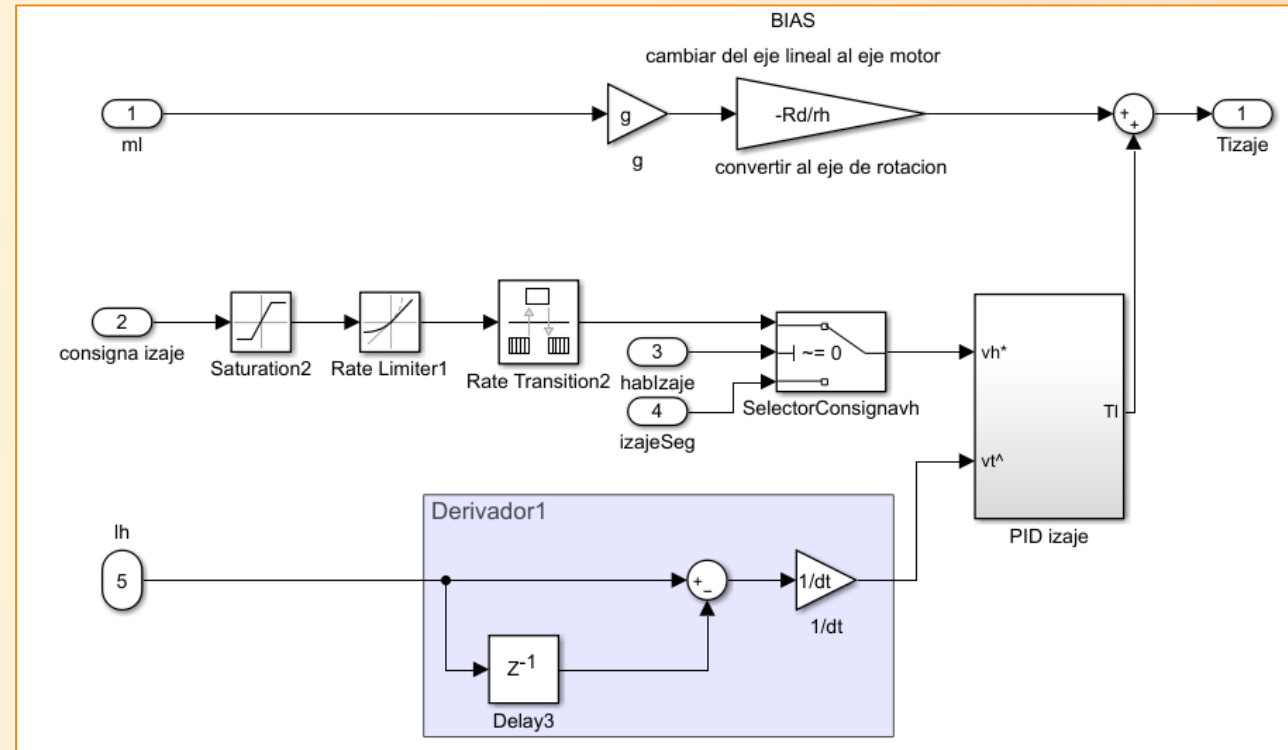 BIAS
cambiar del eje lineal al eje motor
1
ml
g
g
-Rd/rh
convertir al eje de rotacion
+
+
1
Tizaje
2
consigna izaje
Saturation2
Rate Limiter1
Rate Transition2
3
habIzaje
4
izajeSeg
~= 0
SelectorConsignavh
vh*
vt^
TI
PID izaje
Derivador1
lh
5
+
−
1/dt
1/dt
Z-1
Delay3